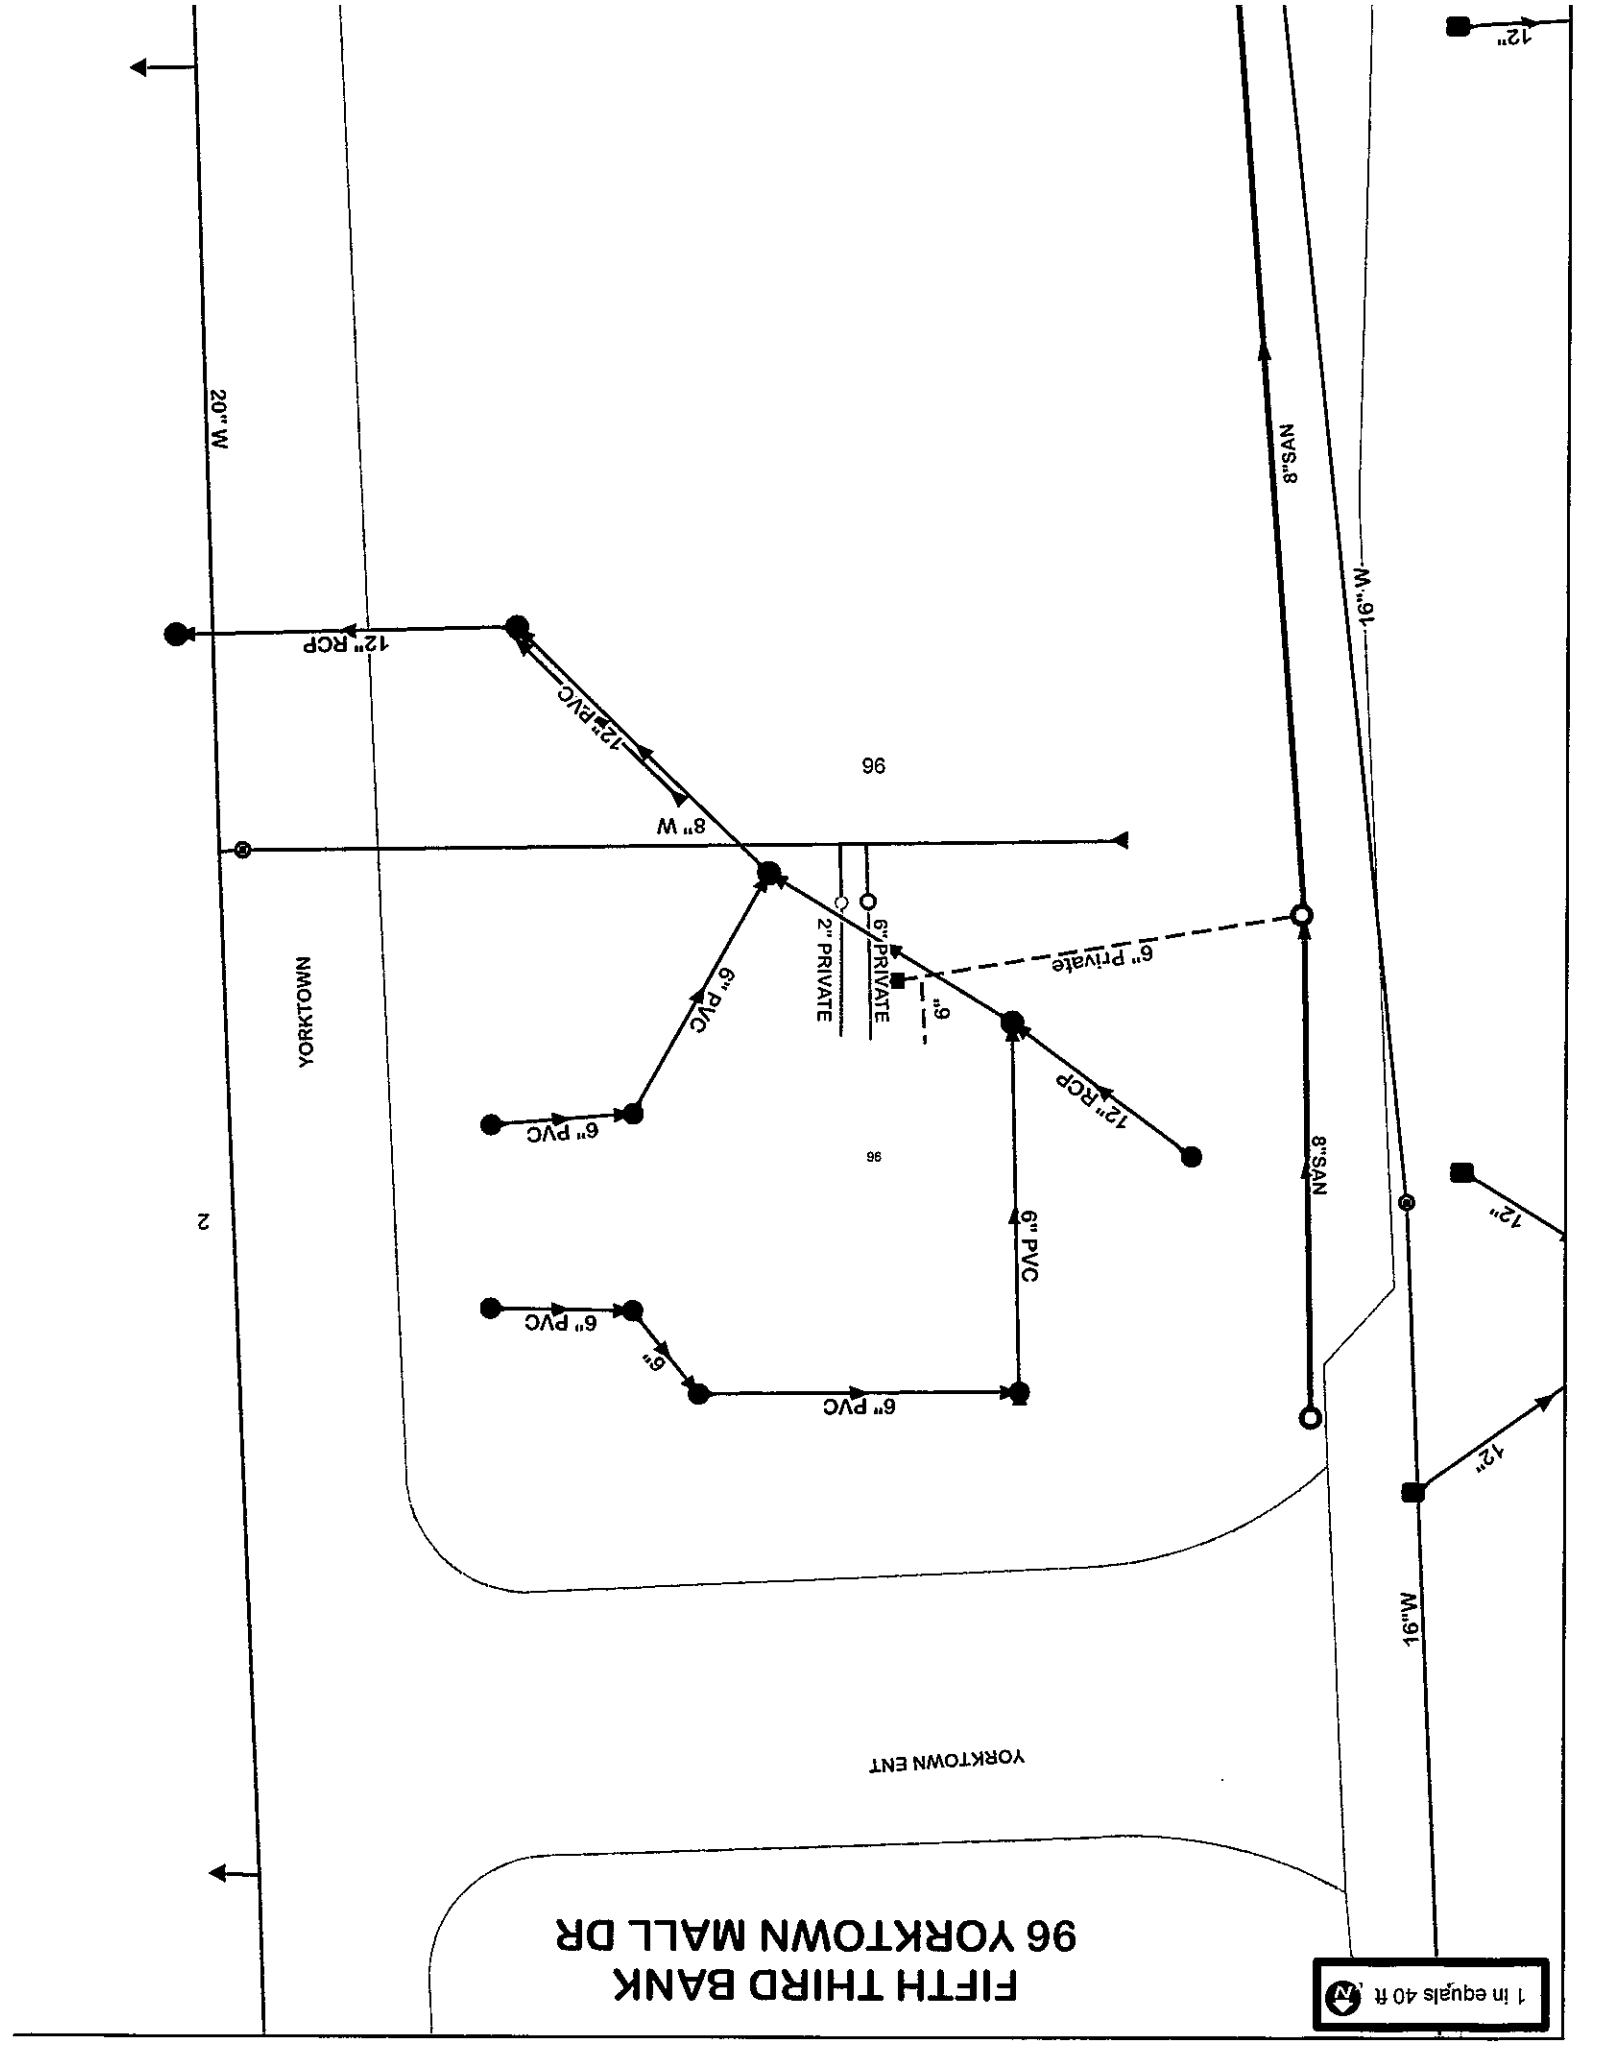 FIFTH THIRD BANK
96 YORKTOWN MALL DR
1 in equals 40 ft
N
YORKTOWN ENT
16"W
12"
6" PVC
6"
6" PVC
2
6" PVC
8"SAN
12"
96
6" PVC
12" RCP
6" PVC
YORKTOWN
6"
6" Private
6" PRIVATE
2" PRIVATE
8" W
96
12" PVC
12" RCP
16" W
8"SAN
20" W
12"